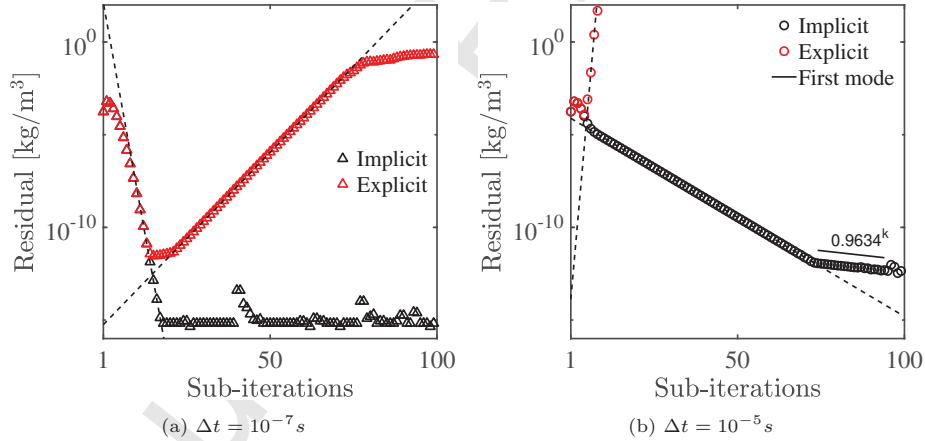 10^0
10^-10
Residual [kg/m^3]
Implicit
Explicit
1
50
100
Sub-iterations
(a) Δt = 10^-7 s
10^0
10^-10
Residual [kg/m^3]
Implicit
Explicit
First mode
0.9634^k
1
50
100
Sub-iterations
(b) Δt = 10^-5 s